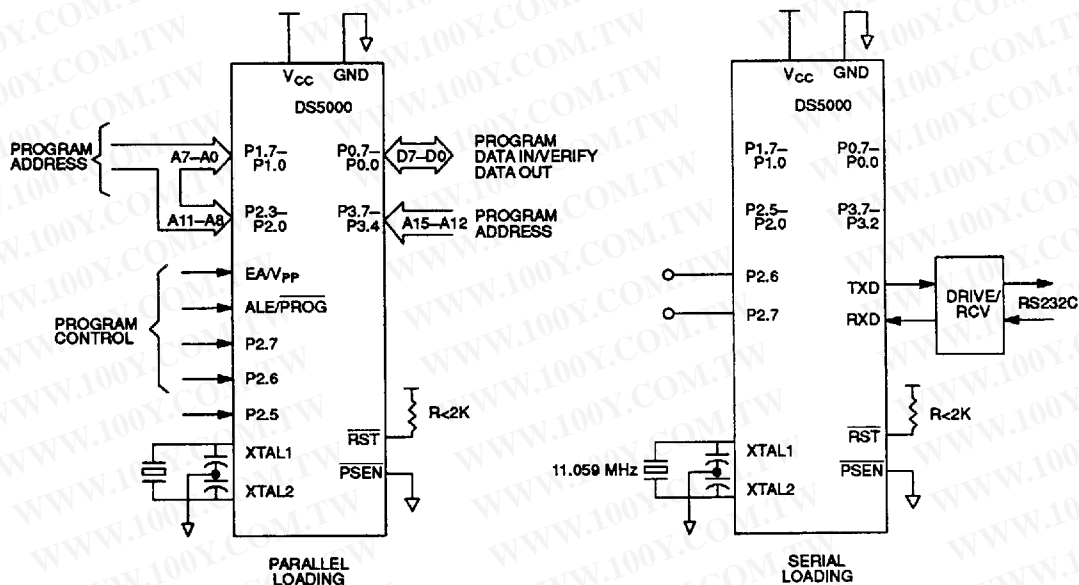 VCC GND
DS5000
PROGRAM
ADDRESS
A7–A0
P1.7–
P1.0
P0.7–
P0.0
D7–D0
PROGRAM
DATA IN/VERIFY
DATA OUT
A11–A8
P2.3–
P2.0
P3.7–
P3.4
A15–A12
PROGRAM
ADDRESS
PROGRAM
CONTROL
EA/VPP
ALE/PROG
P2.7
P2.6
P2.5
XTAL1
XTAL2
RST
PSEN
R<2K
PARALLEL
LOADING
VCC GND
DS5000
P1.7–
P1.0
P0.7–
P0.0
P2.5–
P2.0
P3.7–
P3.2
P2.6
P2.7
TXD
RXD
DRIVE/
RCV
RS232C
11.059 MHz
XTAL1
XTAL2
RST
PSEN
R<2K
SERIAL
LOADING
WWW.100Y.COM.TW